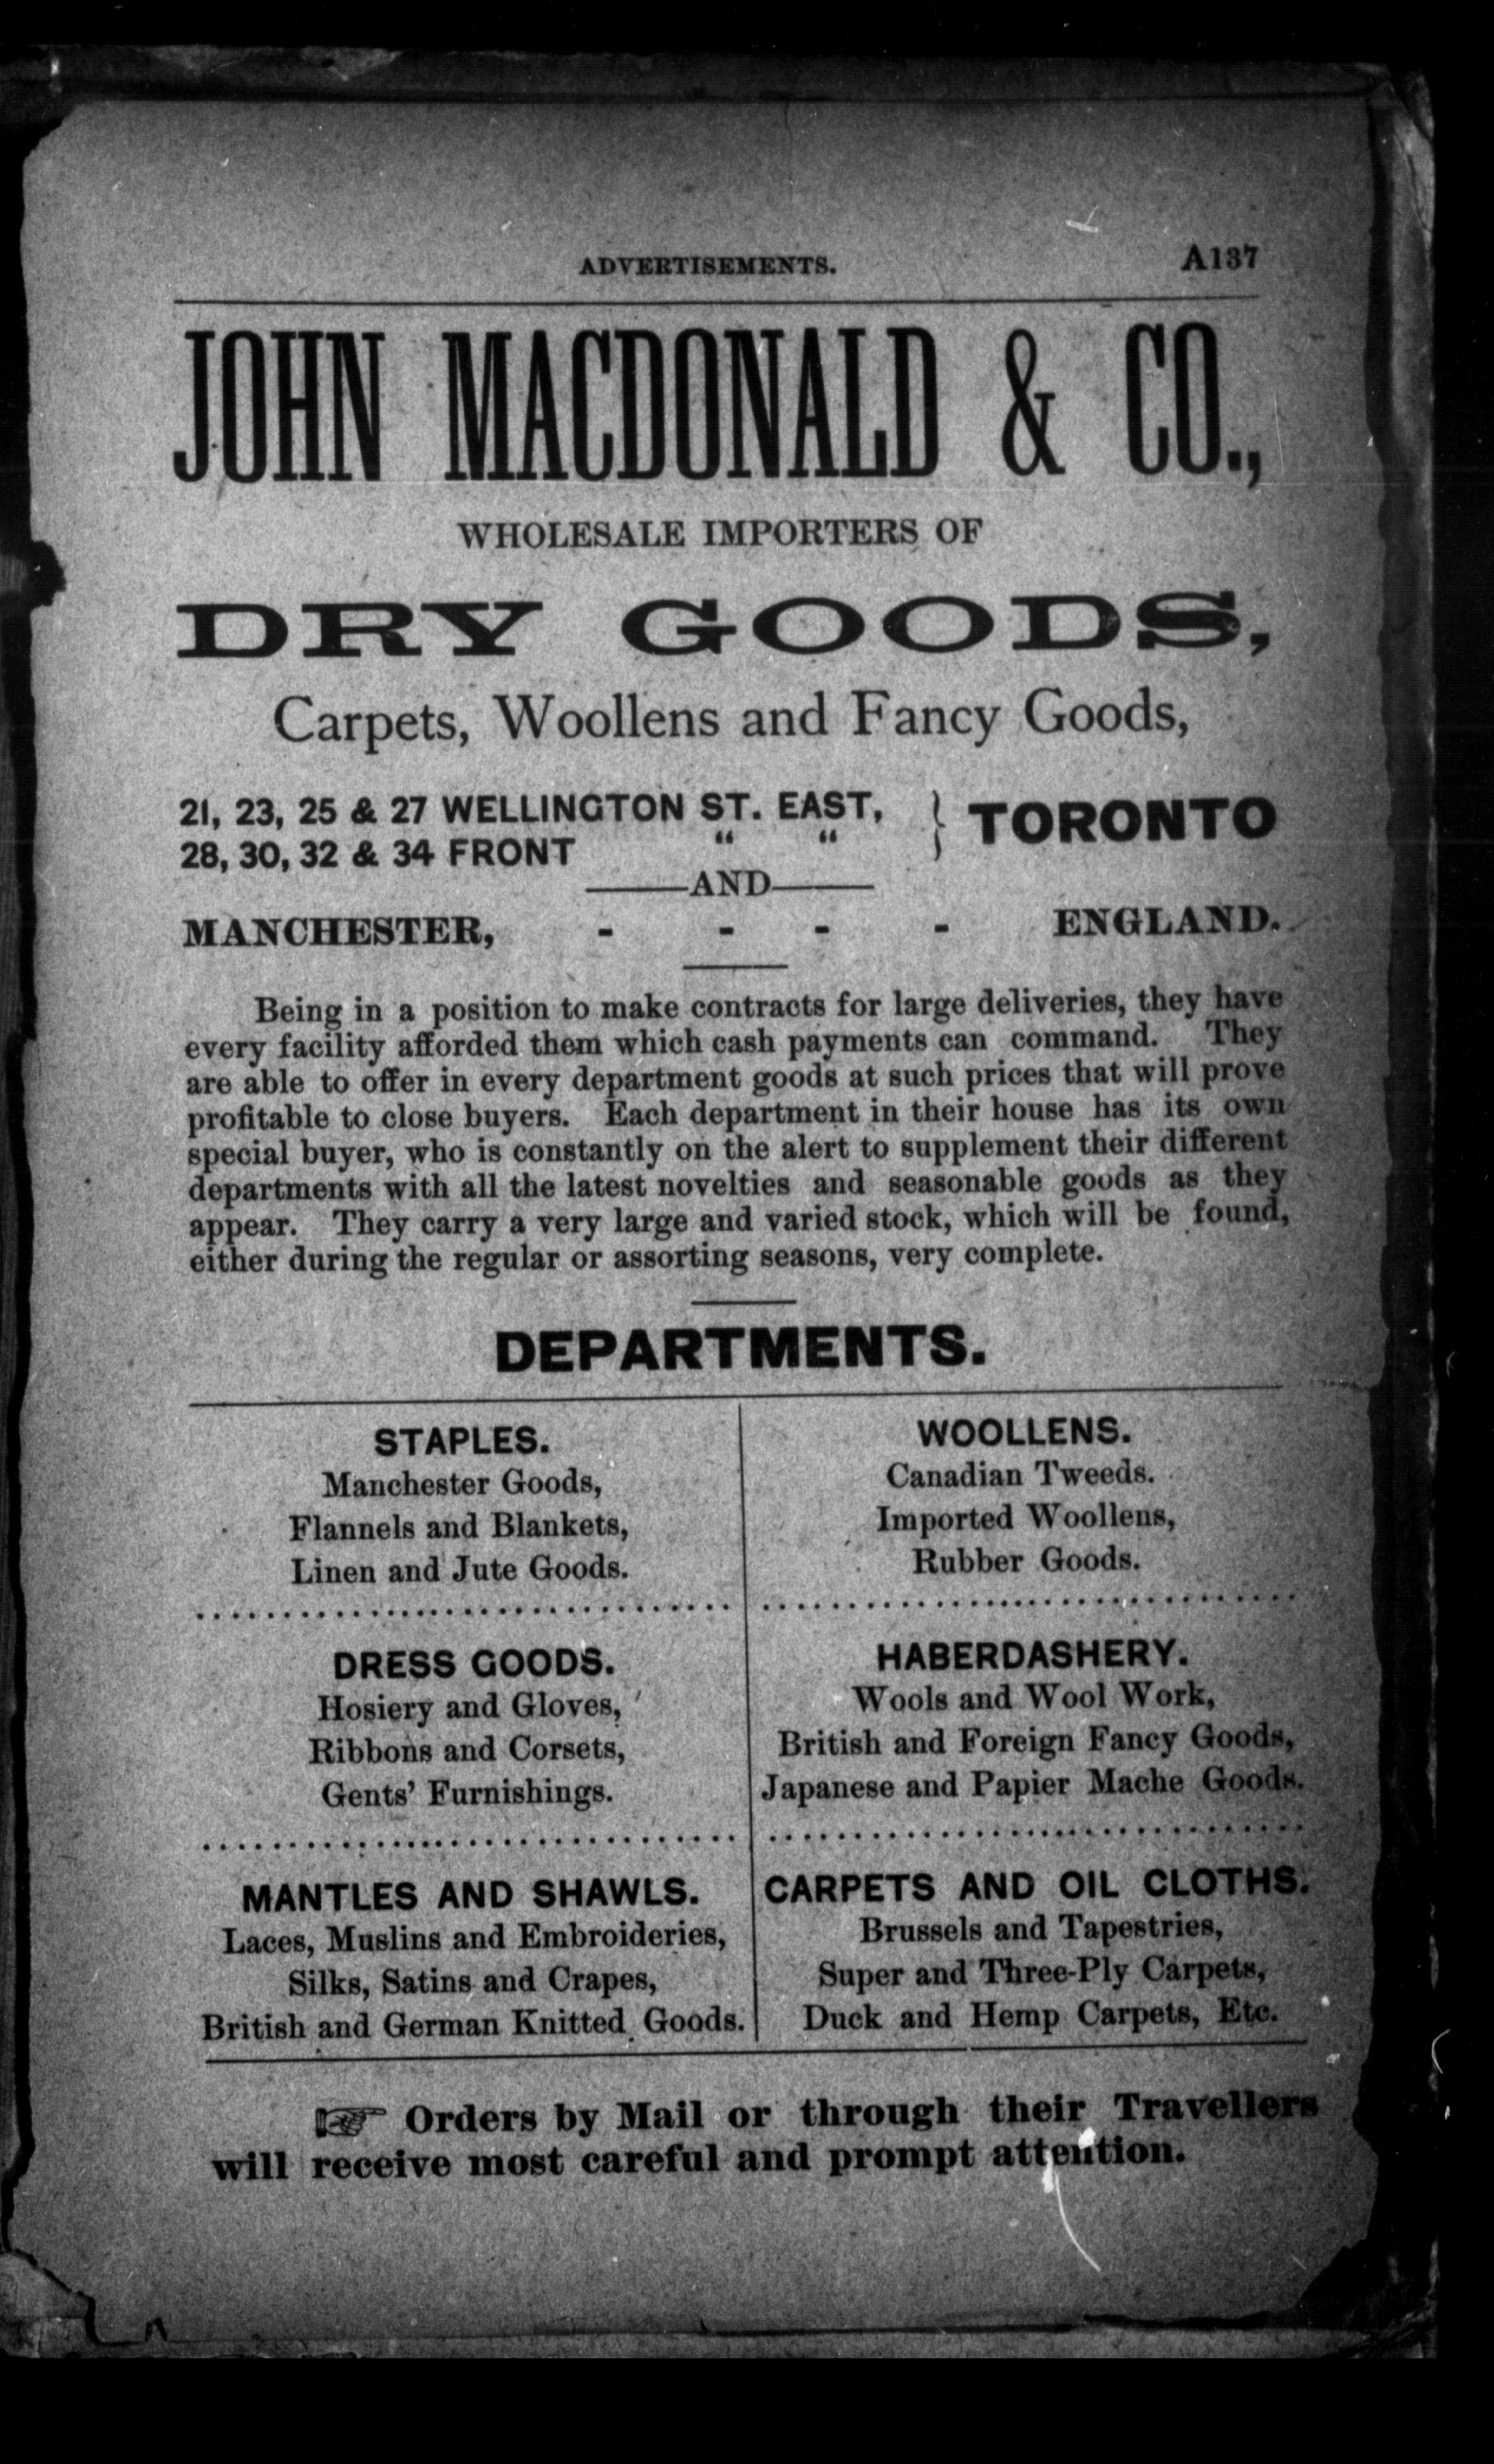 ADVERTISEMENTS. A137
JOHN MACDONALD & CO.,
WHOLESALE IMPORTERS OF
DRY GOODS,
Carpets, Woollens and Fancy Goods,
21, 23, 25 & 27 WELLINGTON ST. EAST,
28, 30, 32 & 34 FRONT “ “ } TORONTO
AND
MANCHESTER, - - - - ENGLAND.
Being in a position to make contracts for large deliveries, they have
every facility afforded them which cash payments can command. They
are able to offer in every department goods at such prices that will prove
profitable to close buyers. Each department in their house has its own
special buyer, who is constantly on the alert to supplement their different
departments with all the latest novelties and seasonable goods as they
appear. They carry a very large and varied stock, which will be found,
either during the regular or assorting seasons, very complete.
DEPARTMENTS.
STAPLES.
Manchester Goods,
Flannels and Blankets,
Linen and Jute Goods.
WOOLLENS.
Canadian Tweeds.
Imported Woollens,
Rubber Goods.
DRESS GOODS.
Hosiery and Gloves,
Ribbons and Corsets,
Gents’ Furnishings.
HABERDASHERY.
Wools and Wool Work,
British and Foreign Fancy Goods,
Japanese and Papier Mache Goods.
MANTLES AND SHAWLS.
Laces, Muslins and Embroideries,
Silks, Satins and Crapes,
British and German Knitted Goods.
CARPETS AND OIL CLOTHS.
Brussels and Tapestries,
Super and Three-Ply Carpets,
Duck and Hemp Carpets, Etc.
☞ Orders by Mail or through their Travellers
will receive most careful and prompt attention.